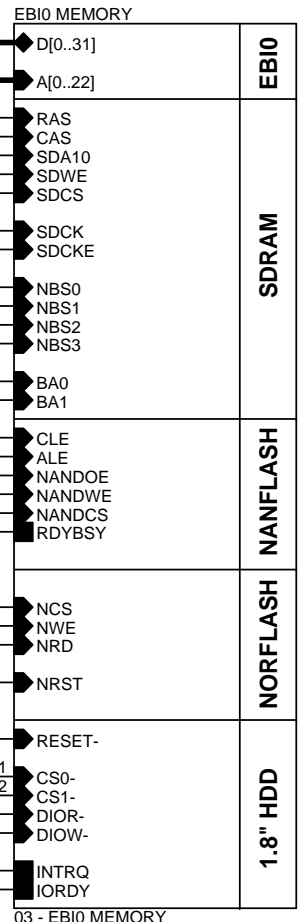 EBI0 MEMORY
D[0..31]
A[0..22]
EBI0
RAS
CAS
SDA10
SDWE
SDCS
SDCK
SDCKE
NBS0
NBS1
NBS2
NBS3
BA0
BA1
SDRAM
CLE
ALE
NANDOE
NANDWE
NANDCS
RDYBSY
NANFLASH
NCS
NWE
NRD
NRST
NORFLASH
RESET-
1 CS0-
2 CS1-
DIOR-
DIOW-
INTRQ
IORDY
1.8" HDD
03 - EBI0 MEMORY